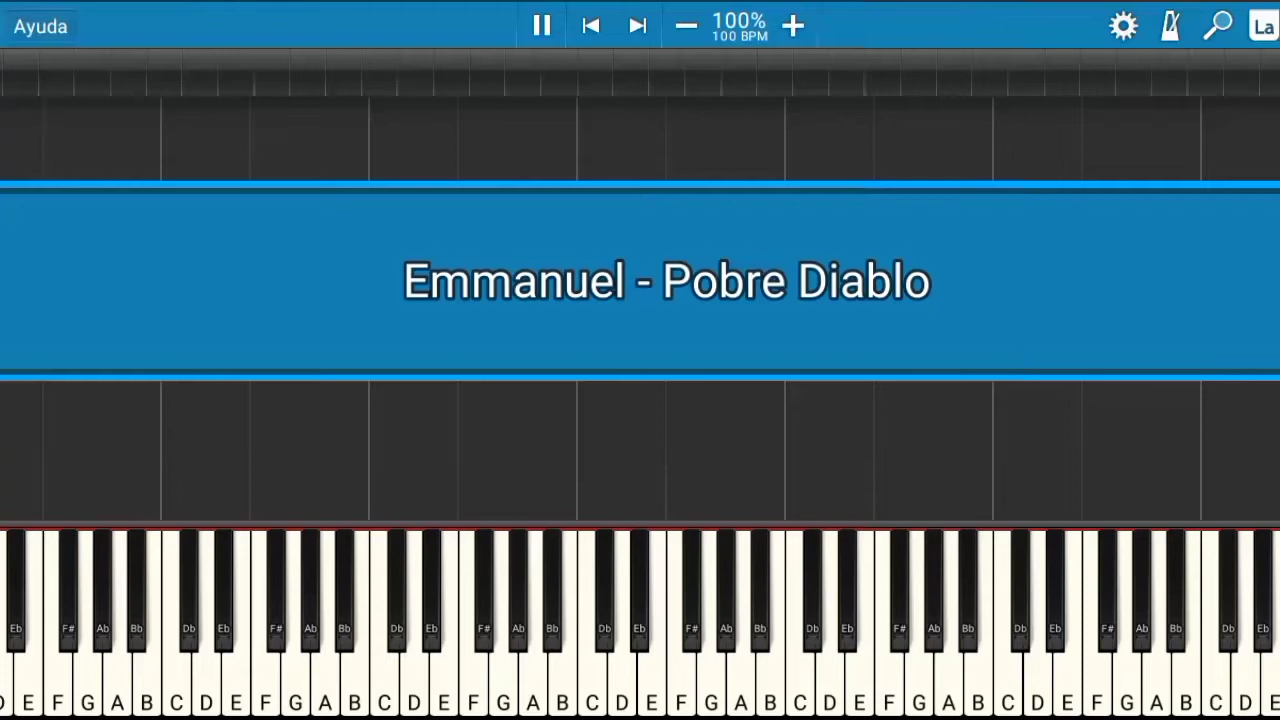 Ayuda
100%
100 BPM
La
Emmanuel - Pobre Diablo
Eb F# Ab Bb Db Eb F# Ab Bb Db Eb F# Ab Bb Db Eb F# Ab Bb Db Eb F# Ab Bb Db Eb F# Ab Bb Db Eb
D E F G A B C D E F G A B C D E F G A B C D E F G A B C D E F G A B C D E F G A B C D E